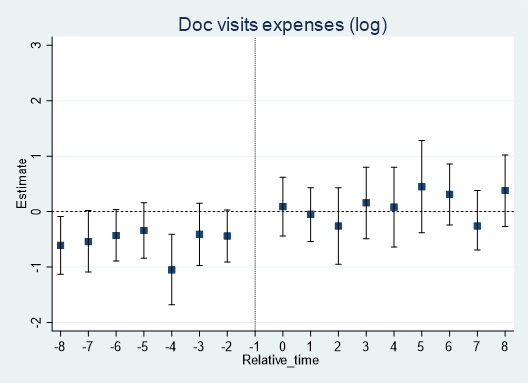 Doc visits expenses (log)
3
2
1
0
-1
-2
Estimate
-8 -7 -6 -5 -4 -3 -2 -1 0 1 2 3 4 5 6 7 8
Relative_time